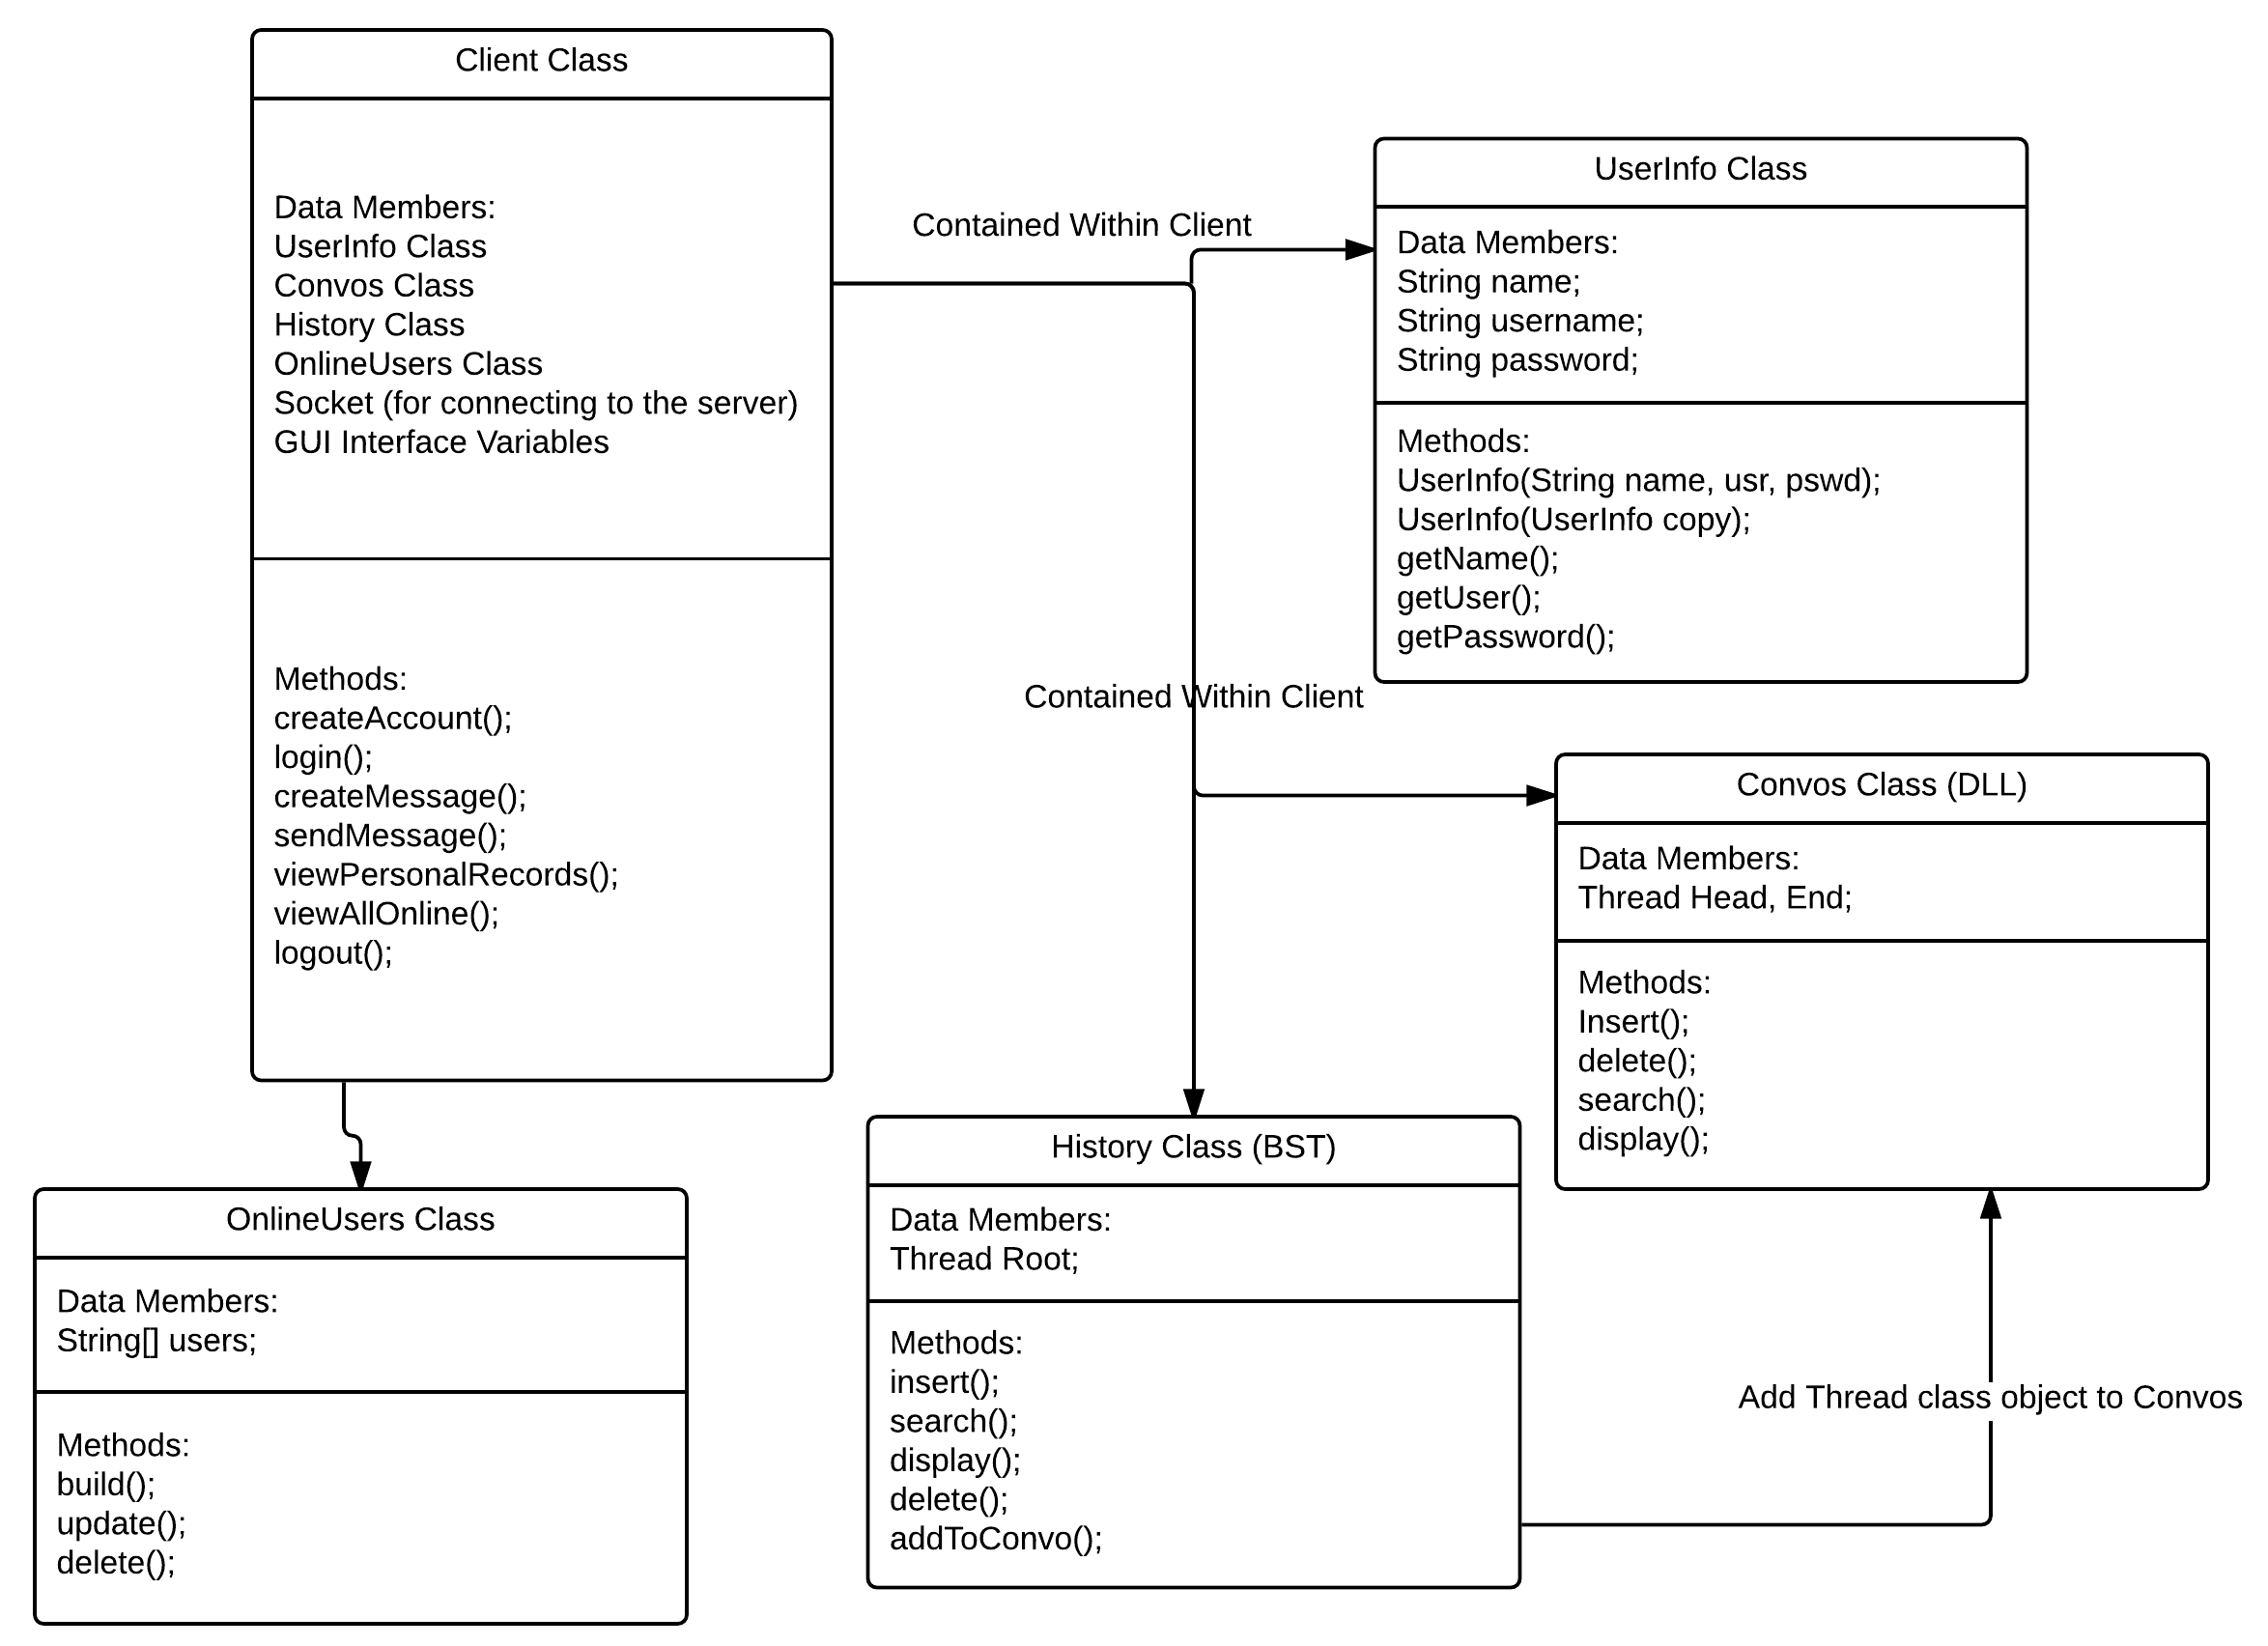 Client Class
Data Members:
UserInfo Class
Convos Class
History Class
OnlineUsers Class
Socket (for connecting to the server)
GUI Interface Variables
Methods:
createAccount();
login();
createMessage();
sendMessage();
viewPersonalRecords();
viewAllOnline();
logout();
Contained Within Client
UserInfo Class
Data Members:
String name;
String username;
String password;
Methods:
UserInfo(String name, usr, pswd);
UserInfo(UserInfo copy);
getName();
getUser();
getPassword();
Contained Within Client
Convos Class (DLL)
Data Members:
Thread Head, End;
Methods:
Insert();
delete();
search();
display();
OnlineUsers Class
Data Members:
String[] users;
Methods:
build();
update();
delete();
History Class (BST)
Data Members:
Thread Root;
Methods:
insert();
search();
display();
delete();
addToConvo();
Add Thread class object to Convos